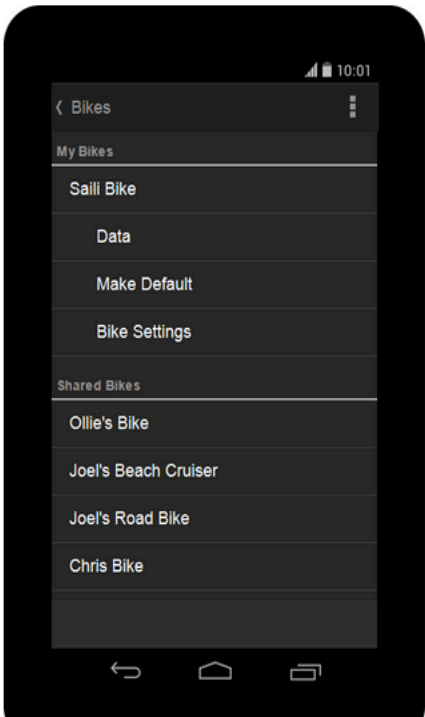 10:01
Bikes
My Bikes
Saili Bike
Data
Make Default
Bike Settings
Shared Bikes
Ollie's Bike
Joel's Beach Cruiser
Joel's Road Bike
Chris Bike